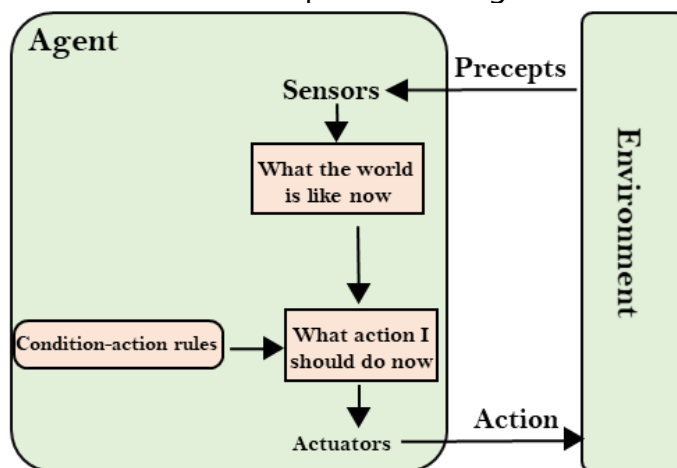 Agent
Precepts
Sensors
What the world
is like now
Environment
Condition-action rules
What action I
should do now
Action
Actuators